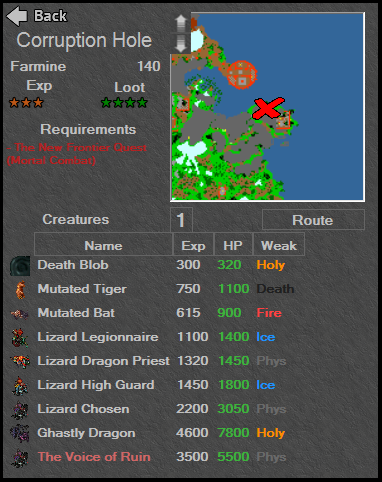 Back
Corruption Hole
Farmine 140
Exp Loot
Requirements
- The New Frontier Quest
(Mortal Combat)
Creatures 1 Route
Name Exp HP Weak
Death Blob 300 320 Holy
Mutated Tiger 750 1100 Death
Mutated Bat 615 900 Fire
Lizard Legionnaire 1100 1400 Ice
Lizard Dragon Priest 1320 1450 Phys
Lizard High Guard 1450 1800 Ice
Lizard Chosen 2200 3050 Phys
Ghastly Dragon 4600 7800 Holy
The Voice of Ruin 3500 5500 Phys